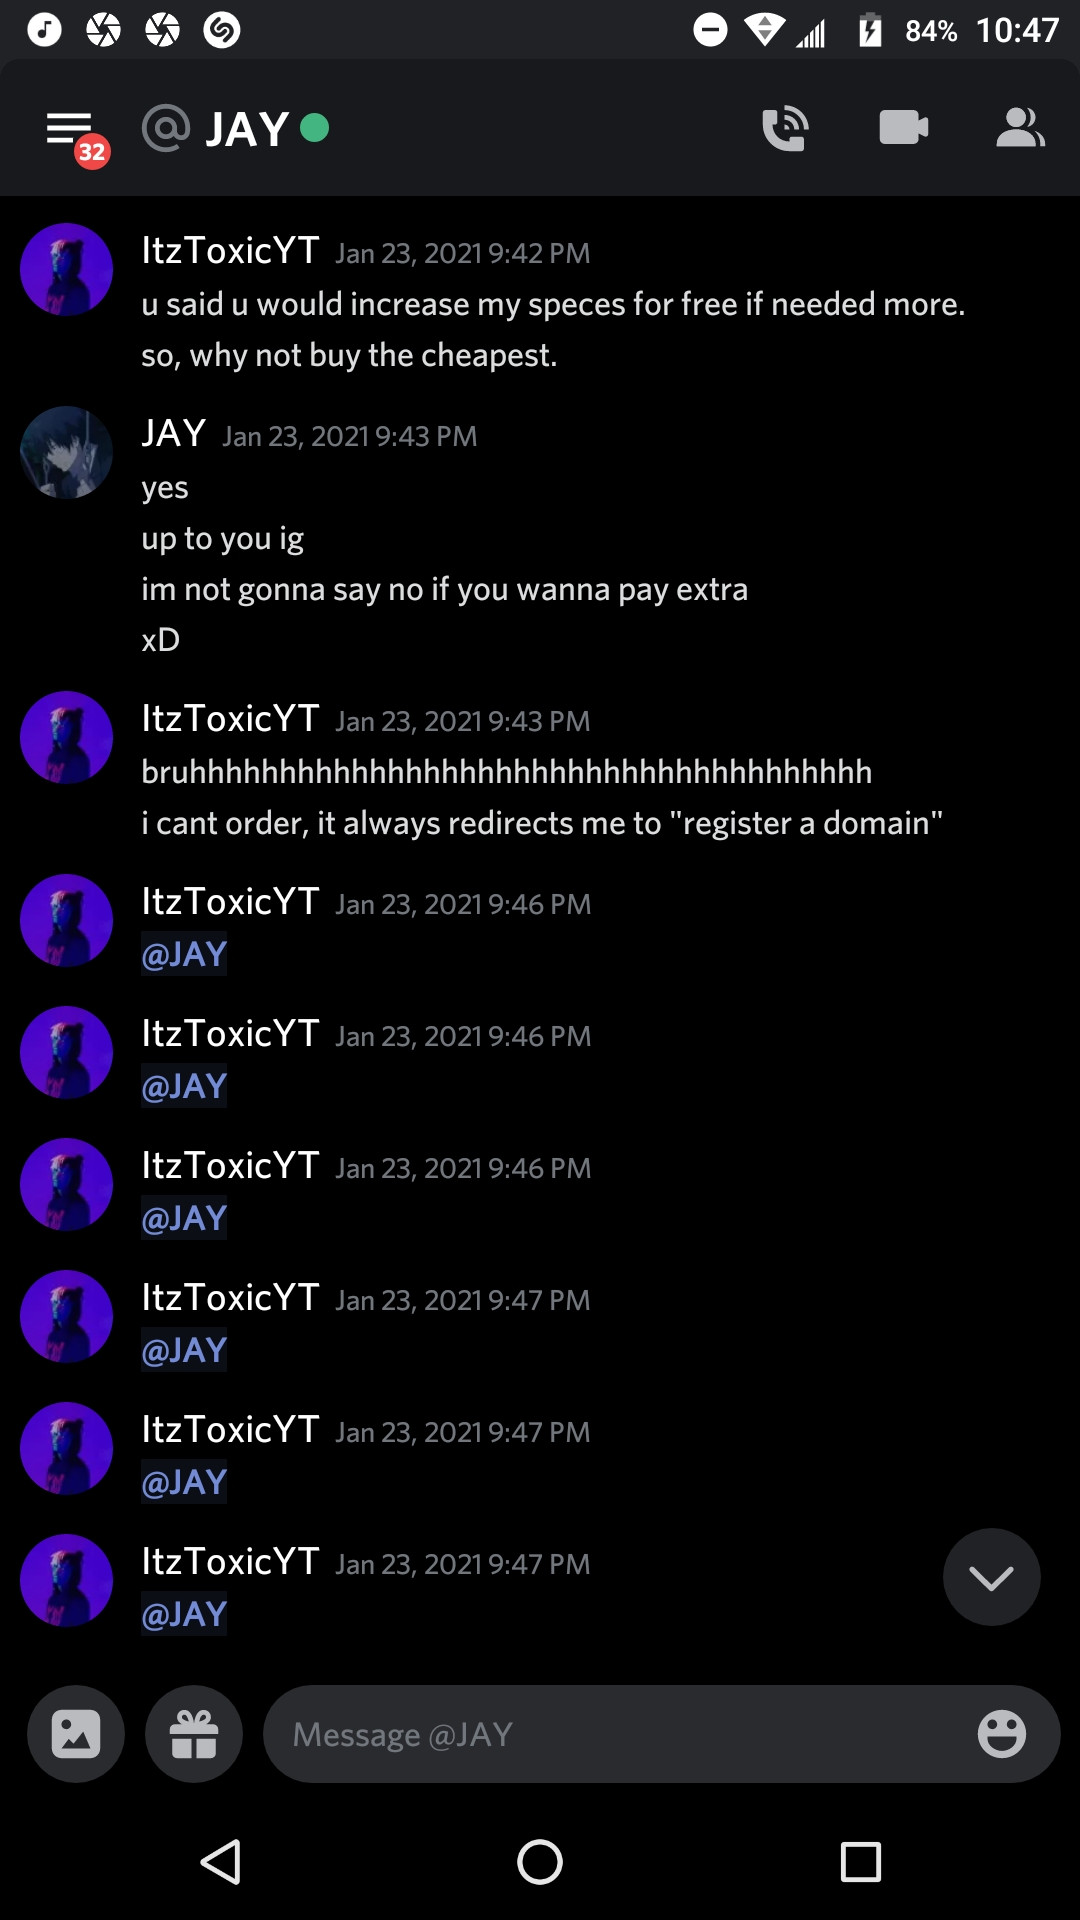 84% 10:47
32
@ JAY
ItzToxicYT Jan 23, 2021 9:42 PM
u said u would increase my speces for free if needed more.
so, why not buy the cheapest.
JAY Jan 23, 2021 9:43 PM
yes
up to you ig
im not gonna say no if you wanna pay extra
xD
ItzToxicYT Jan 23, 2021 9:43 PM
bruhhhhhhhhhhhhhhhhhhhhhhhhhhhhhhhhhhhhhh
i cant order, it always redirects me to "register a domain"
ItzToxicYT Jan 23, 2021 9:46 PM
@JAY
ItzToxicYT Jan 23, 2021 9:46 PM
@JAY
ItzToxicYT Jan 23, 2021 9:46 PM
@JAY
ItzToxicYT Jan 23, 2021 9:47 PM
@JAY
ItzToxicYT Jan 23, 2021 9:47 PM
@JAY
ItzToxicYT Jan 23, 2021 9:47 PM
@JAY
Message @JAY